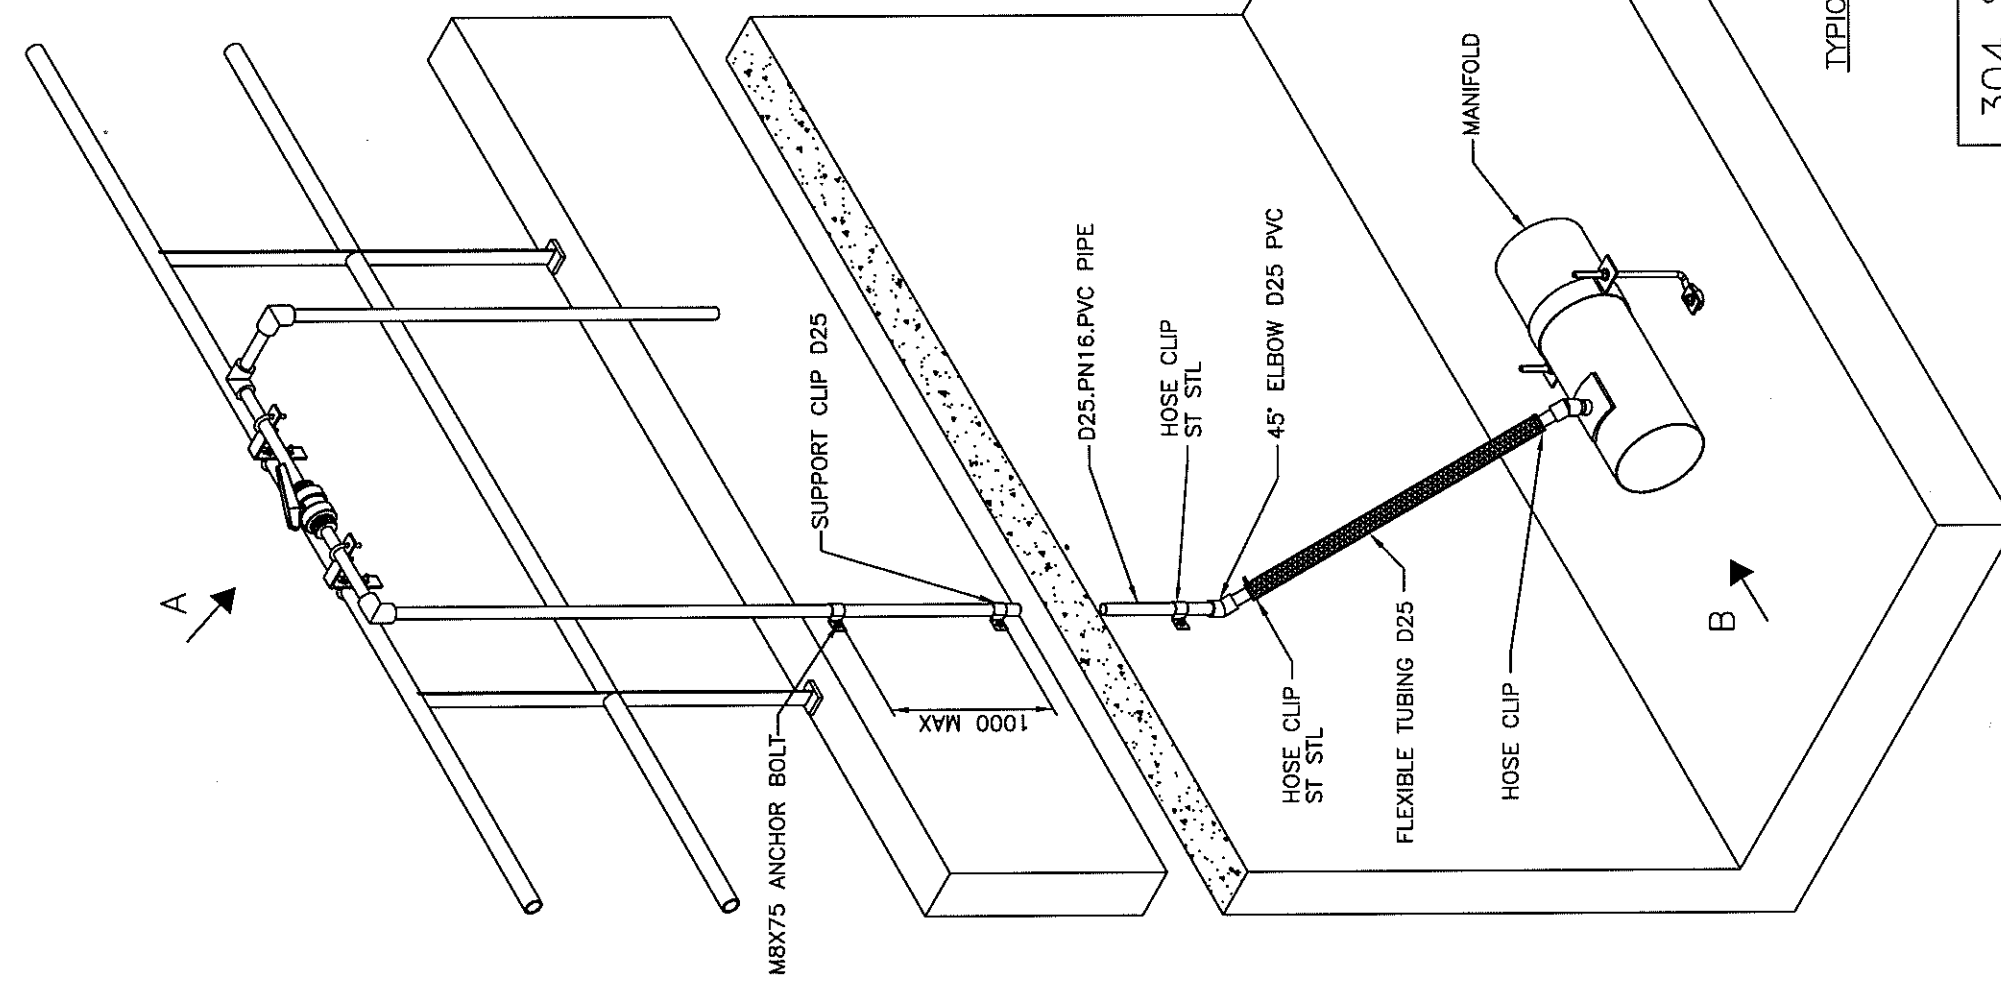 A
M8X75 ANCHOR BOLT
SUPPORT CLIP D25
1000 MAX
D25.PN16.PVC PIPE
HOSE CLIP
ST STL
45° ELBOW D25 PVC
MANIFOLD
HOSE CLIP
ST STL
FLEXIBLE TUBING D25
HOSE CLIP
B
304